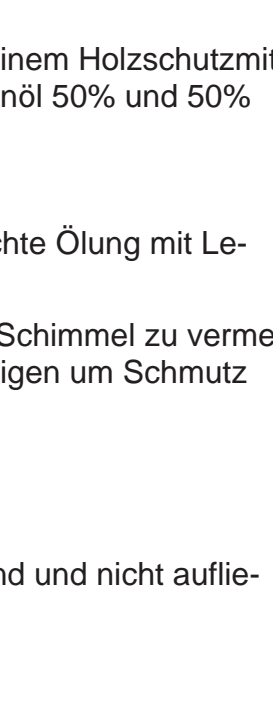 inem Holzschutzmit
nöl 50% und 50%
chte Ölung mit Le-
Schimmel zu verme
igen um Schmutz
nd und nicht auflie-